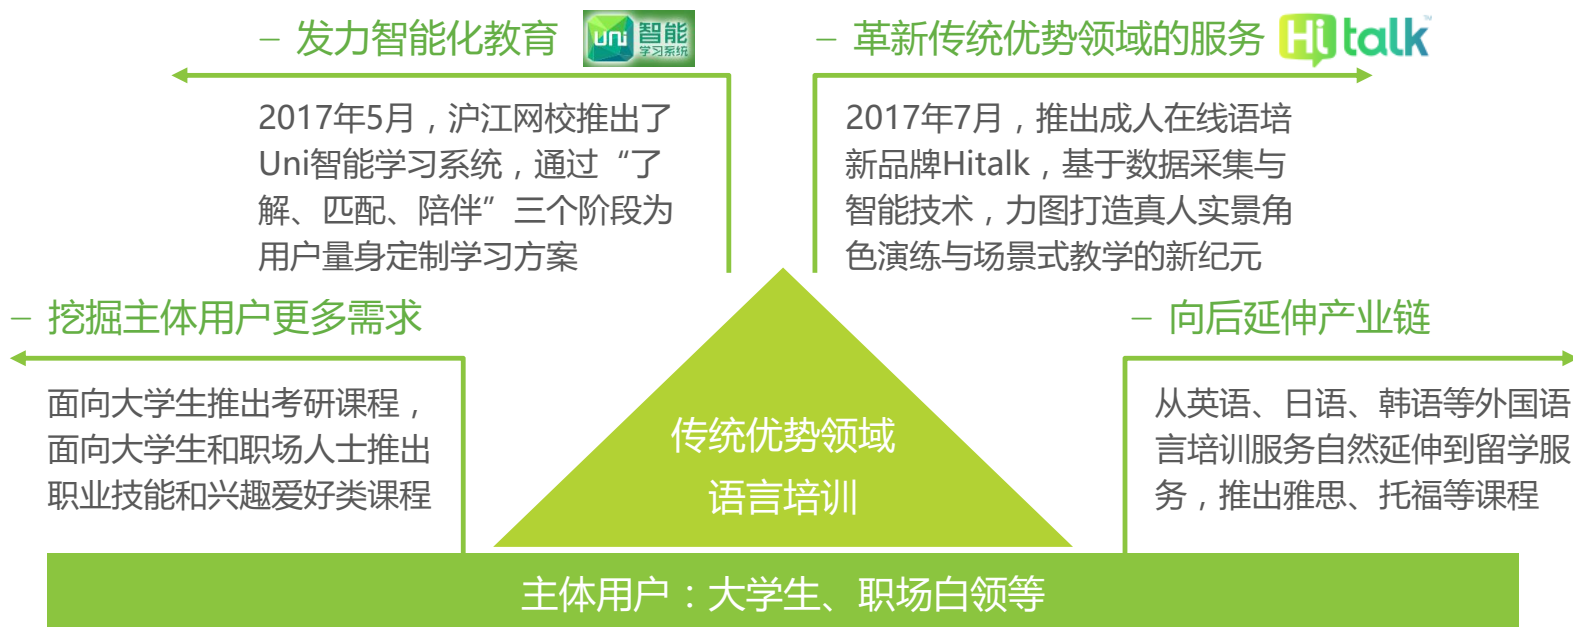 – 发力智能化教育
uni 智能
学习系统
2017年5月，沪江网校推出了
Uni智能学习系统，通过“了
解、匹配、陪伴”三个阶段为
用户量身定制学习方案
– 革新传统优势领域的服务
Hi talk
2017年7月，推出成人在线语培
新品牌Hitalk，基于数据采集与
智能技术，力图打造真人实景角
色演练与场景式教学的新纪元
– 挖掘主体用户更多需求
面向大学生推出考研课程，
面向大学生和职场人士推出
职业技能和兴趣爱好类课程
– 向后延伸产业链
从英语、日语、韩语等外国语
言培训服务自然延伸到留学服
务，推出雅思、托福等课程
传统优势领域
语言培训
主体用户：大学生、职场白领等